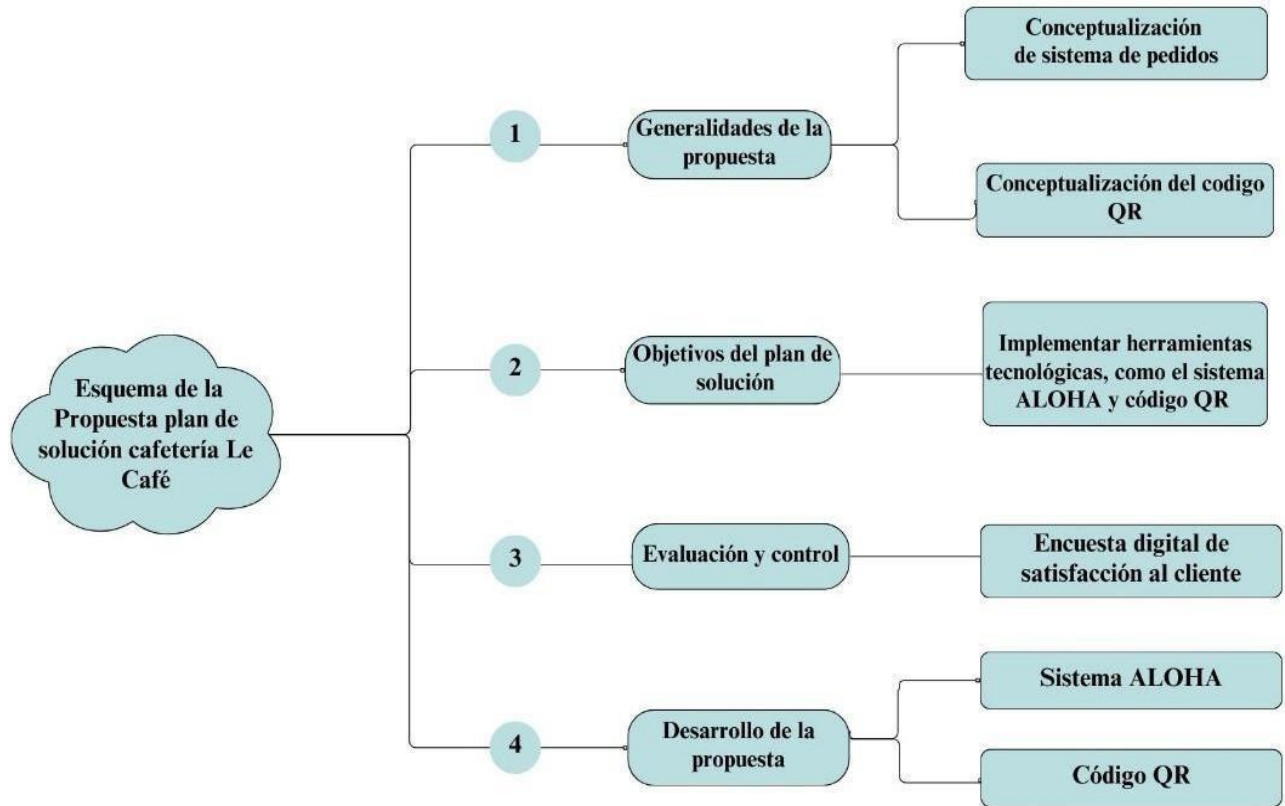 Esquema de la
Propuesta plan de
solución cafetería Le
Café
1
Generalidades de la
propuesta
Conceptualización
de sistema de pedidos
Conceptualización del codigo
QR
2
Objetivos del plan de
solución
Implementar herramientas
tecnológicas, como el sistema
ALOHA y código QR
3
Evaluación y control
Encuesta digital de
satisfacción al cliente
4
Desarrollo de la
propuesta
Sistema ALOHA
Código QR